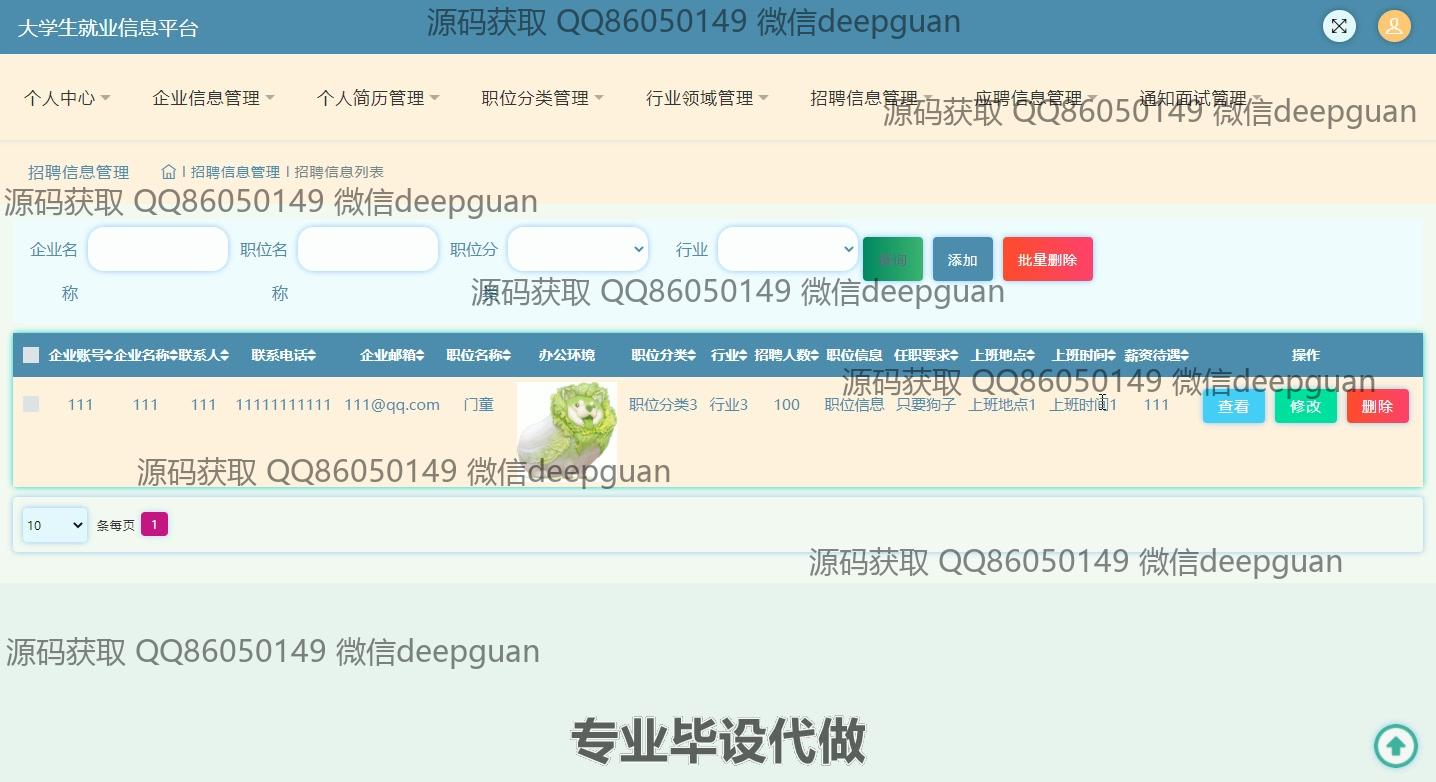 大学生就业信息平台
源码获取 QQ86050149 微信deepguan
个人中心 企业信息管理 个人简历管理 职位分类管理 行业领域管理 招聘信息管理 应聘信息管理 通知面试管理
源码获取 QQ86050149 微信deepguan
招聘信息管理 | 招聘信息管理 | 招聘信息列表
源码获取 QQ86050149 微信deepguan
企业名称 职位名称 职位分类 行业 查询 添加 批量删除
源码获取 QQ86050149 微信deepguan
企业账号 企业名称 联系人 联系电话 企业邮箱 职位名称 办公环境 职位分类 行业 招聘人数 职位信息 任职要求 上班地点 上班时间 薪资待遇 操作
源码获取 QQ86050149 微信deepguan
111 111 111 11111111111 111@qq.com 门童 职位分类3 行业3 100 职位信息 只要狗子 上班地点1 上班时间1 111 查看 修改 删除
源码获取 QQ86050149 微信deepguan
10 条每页 1
源码获取 QQ86050149 微信deepguan
源码获取 QQ86050149 微信deepguan
专业毕设代做